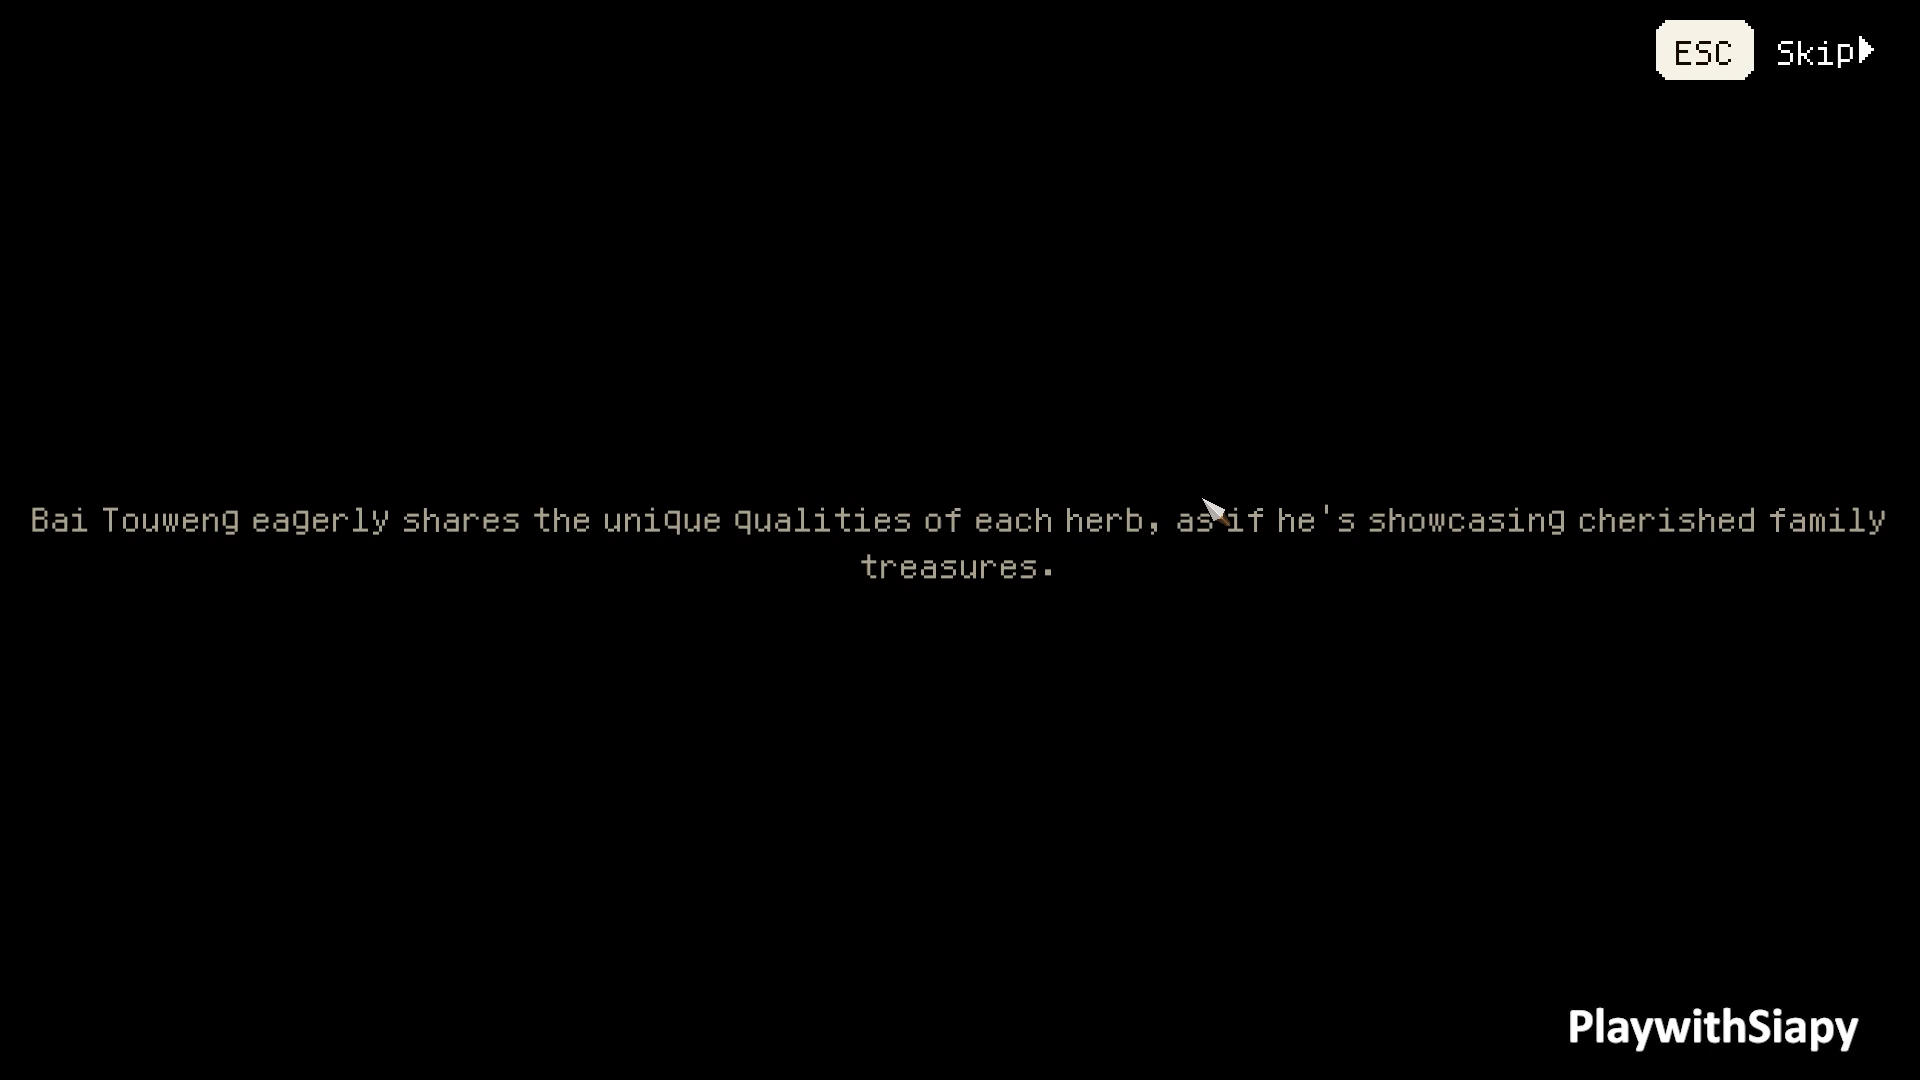 ESC Skip
Bai Touweng eagerly shares the unique qualities of each herb, as if he's showcasing cherished family
treasures.
PlaywithSiapy